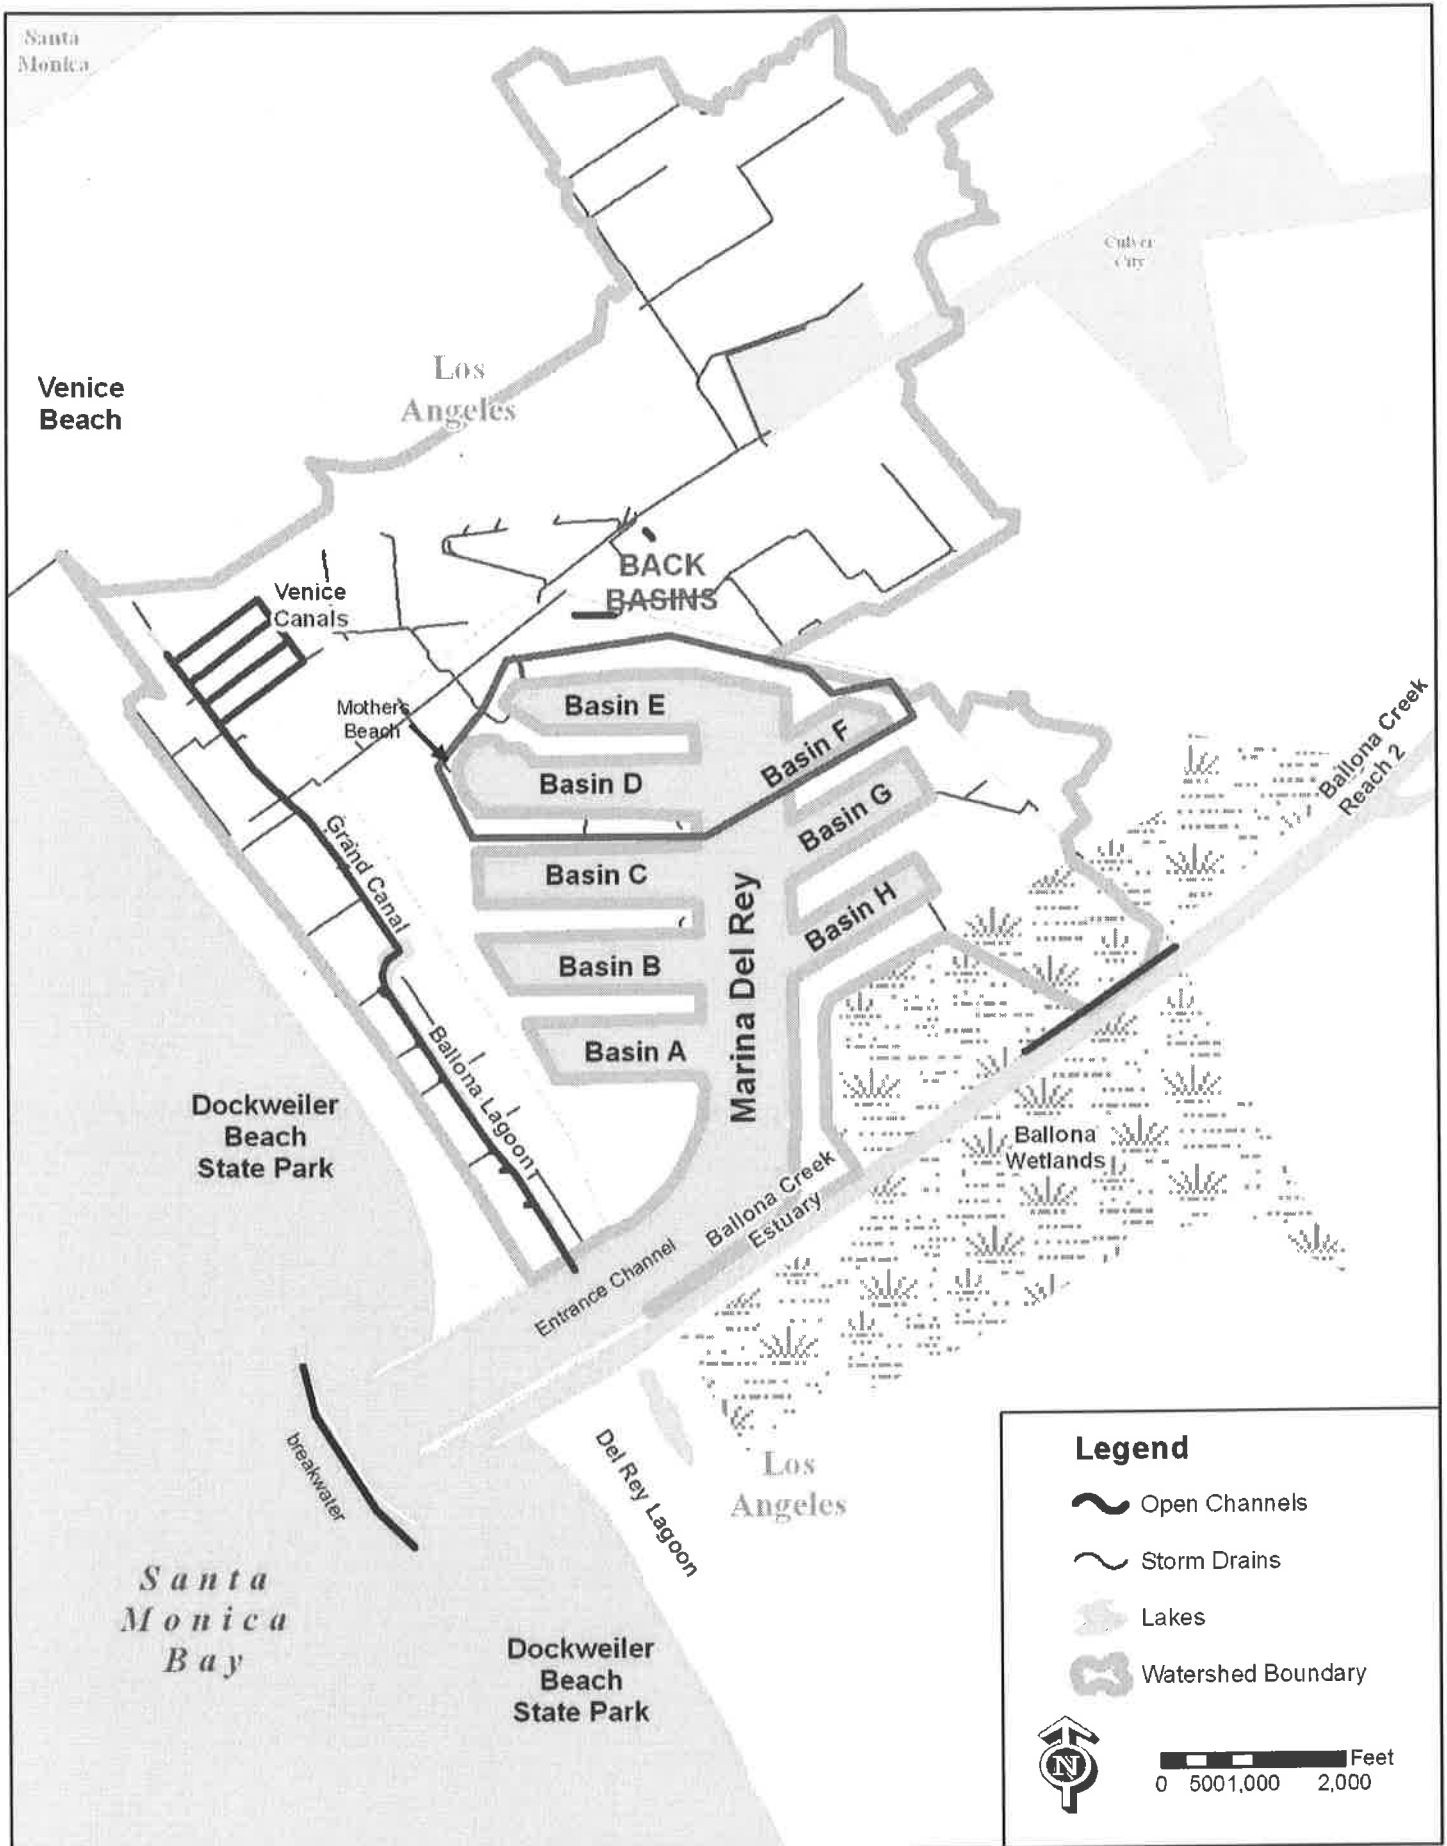 Santa
Monica
Culver
City
Los
Angeles
Venice
Beach
BACK
BASINS
Venice
Canals
Mother's
Beach
Basin E
Basin F
Basin D
Basin G
Basin C
Basin H
Basin B
Basin A
Marina Del Rey
Grand Canal
Ballona Lagoon
Ballona Creek
Reach 2
Dockweiler
Beach
State Park
Ballona
Wetlands
Ballona Creek
Estuary
Entrance Channel
breakwater
Del Rey Lagoon
Los
Angeles
Santa
Monica
Bay
Dockweiler
Beach
State Park
Legend
Open Channels
Storm Drains
Lakes
Watershed Boundary
N
Feet
0 500 1,000 2,000